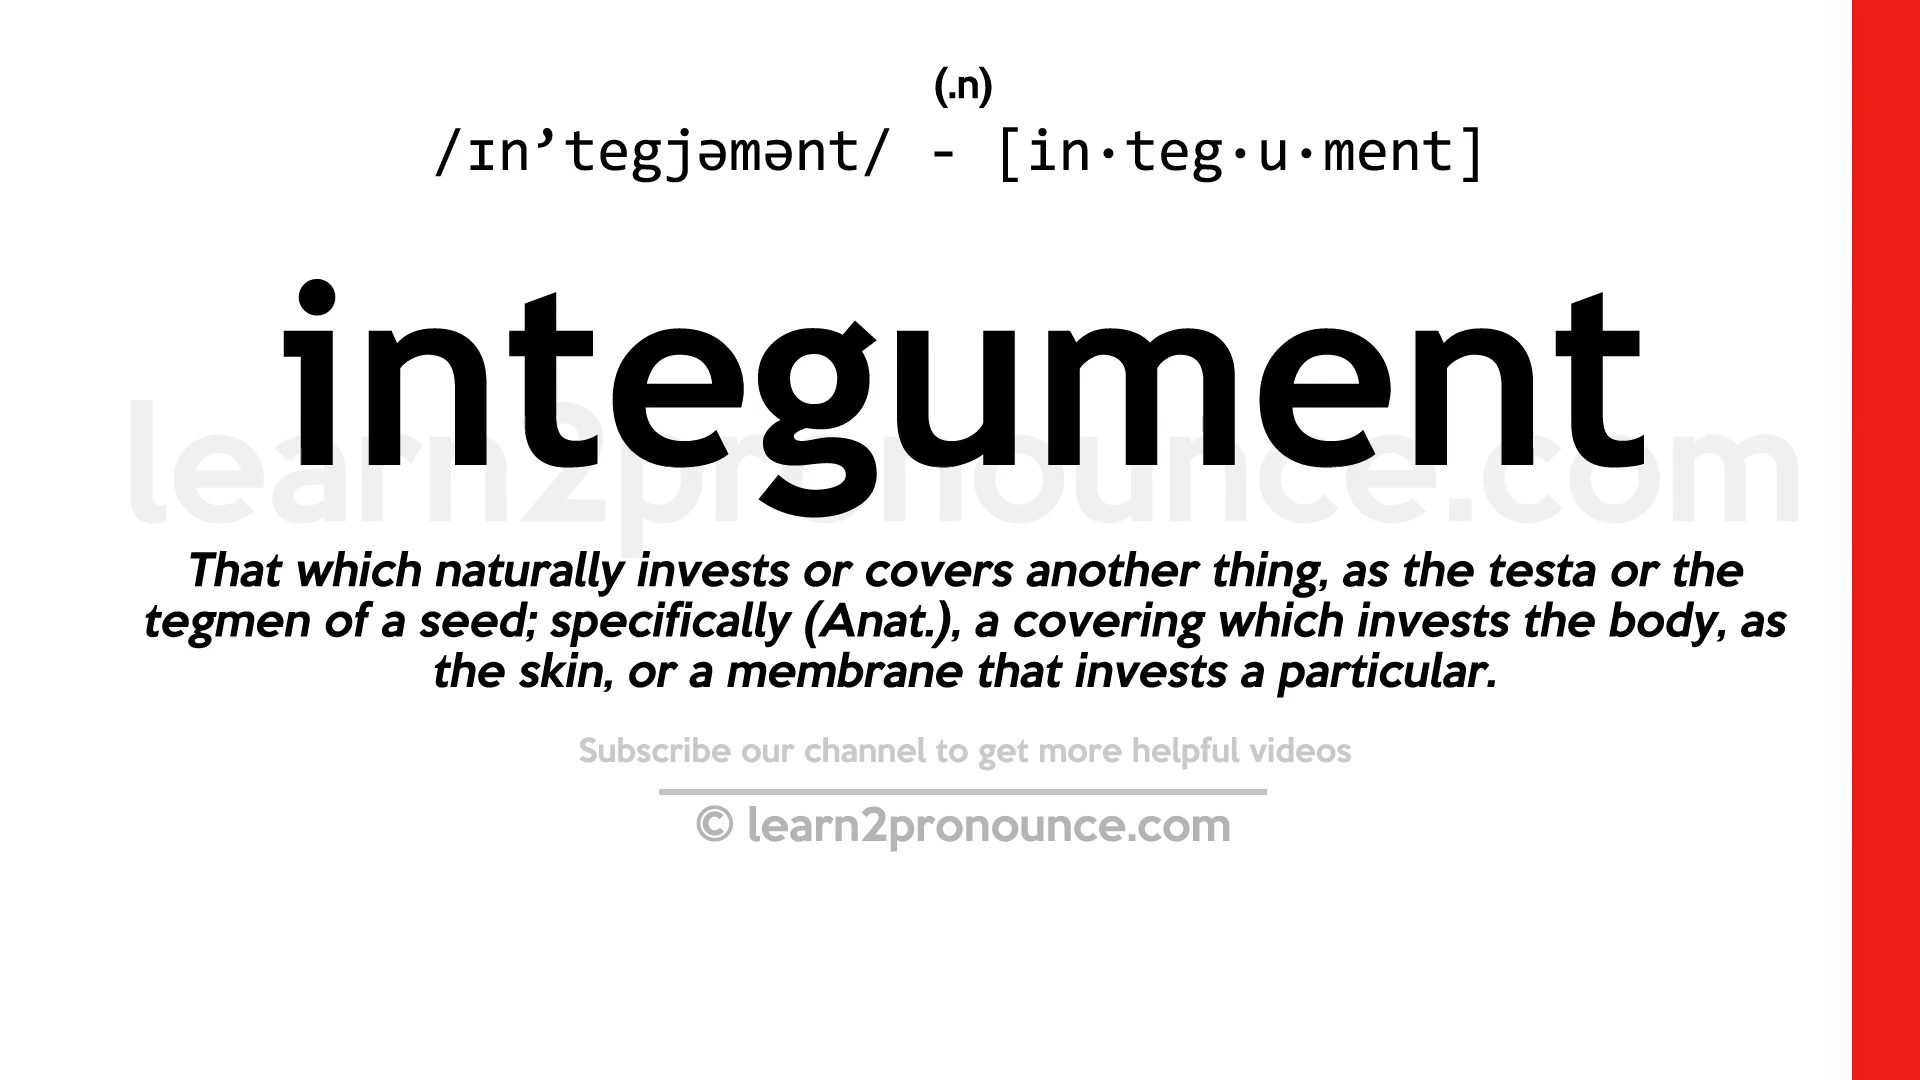 (.n)
/ɪn’tegjəmənt/ - [in·teg·u·ment]
integument
learn2pronounce.com
That which naturally invests or covers another thing, as the testa or the
tegmen of a seed; specifically (Anat.), a covering which invests the body, as
the skin, or a membrane that invests a particular.
Subscribe our channel to get more helpful videos
© learn2pronounce.com